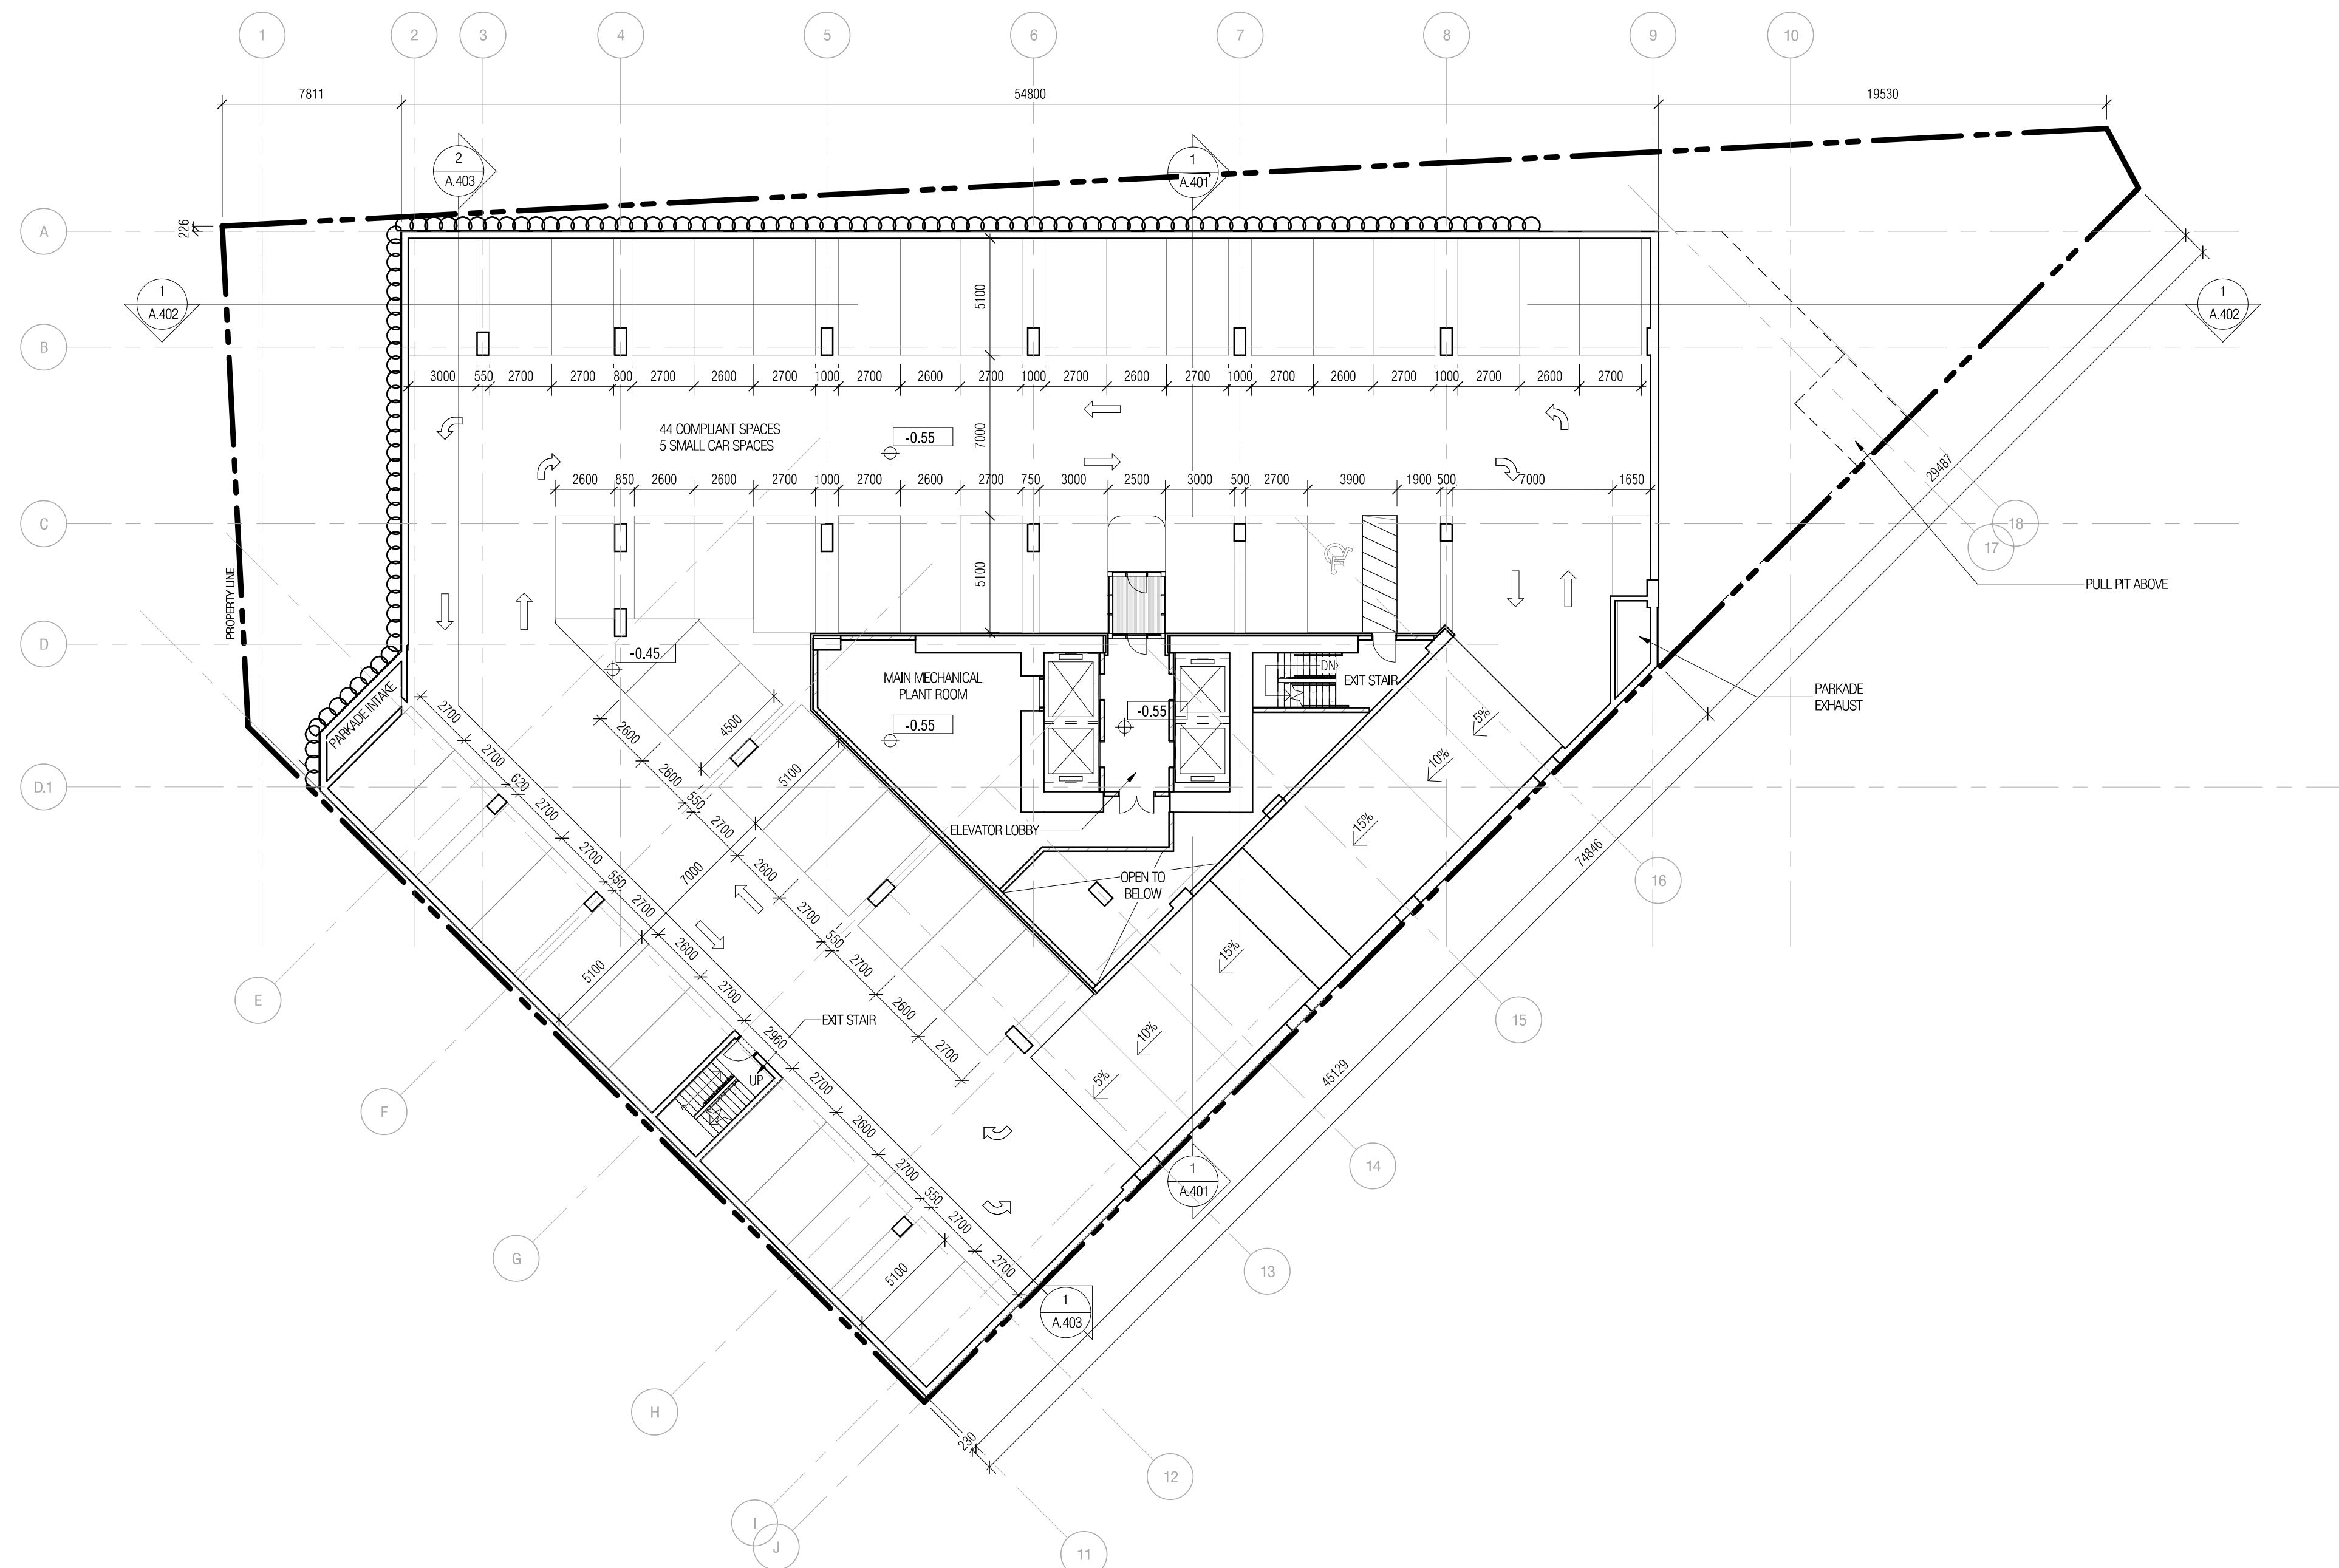 1 2 3 4 5 6 7 8 9 10
7811 54800 19530
2
A.403
1
A.401
226
A
1
A.402
1
A.402
5100
B
3000 550 2700 2700 800 2700 2600 2700 1000 2700 2600 2700 1000 2700 2600 2700 1000 2700 2600 2700 1000 2700 2600 2700
44 COMPLIANT SPACES
5 SMALL CAR SPACES
-0.55
7000
2600 850 2600 2600 2700 1000 2700 2600 2700 750 3000 2500 3000 500 2700 3900 1900 500 7000 1650
29487
C
18
17
PROPERTY LINE
5100
PULL PIT ABOVE
D
-0.45
MAIN MECHANICAL
PLANT ROOM
-0.55
-0.55
DN
EXIT STAIR
PARKADE
EXHAUST
PARKADE INTAKE
D.1
2700
2700
620
2700
2700
550
2700
2600
2700
2960
2700
2600
2700
550
2700
2700
2600
2600
550
2700
2600
2700
550
2700
2600
2700
4500
5100
7000
5100
5100
ELEVATOR LOBBY
OPEN TO
BELOW
5%
10%
15%
15%
10%
5%
74846
45129
16
15
14
13
12
11
E
F
G
H
I
J
EXIT STAIR
UP
1
A.401
1
A.403
230